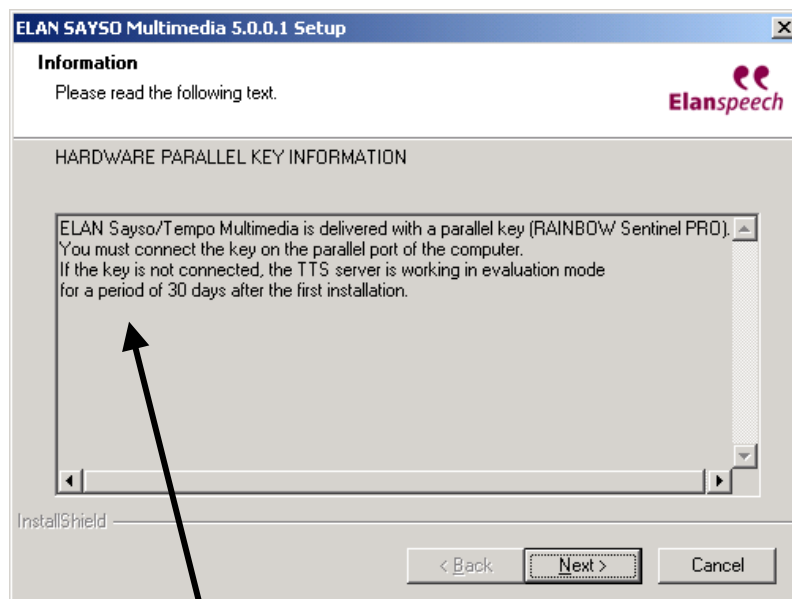 ELAN SAYSO Multimedia 5.0.0.1 Setup
Information
Please read the following text.
Elanspeech
HARDWARE PARALLEL KEY INFORMATION
ELAN Sayso/Tempo Multimedia is delivered with a parallel key (RAINBOW Sentinel PRO).
You must connect the key on the parallel port of the computer.
If the key is not connected, the TTS server is working in evaluation mode
for a period of 30 days after the first installation.
InstallShield
< Back Next > Cancel